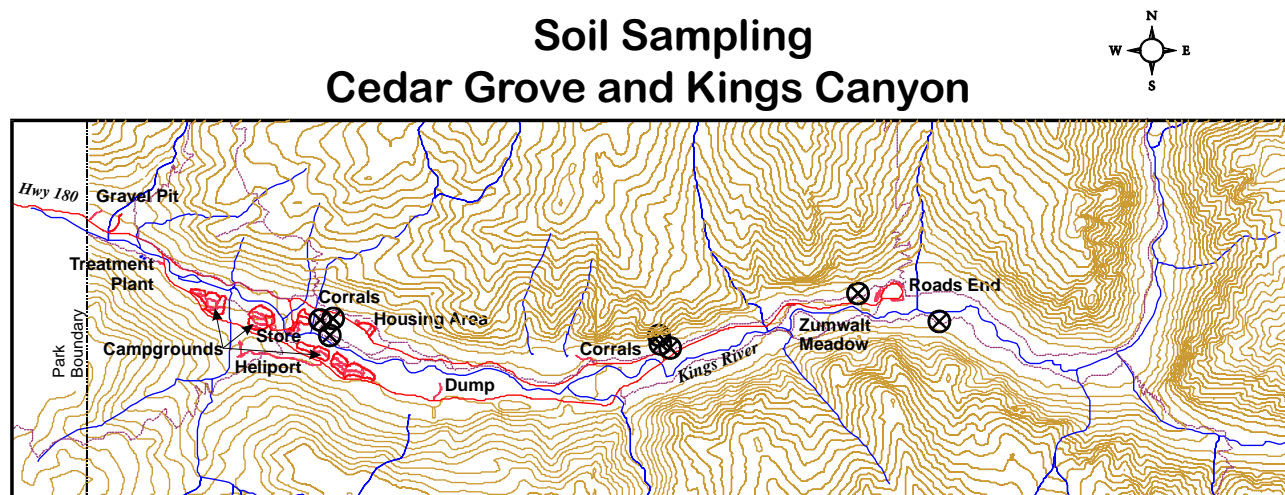 Soil Sampling
Cedar Grove and Kings Canyon
N
W E
S
Hwy 180
Gravel Pit
Treatment
Plant
Park
Boundary
Campgrounds
Store
Heliport
Corrals
Housing Area
Dump
Corrals
Kings River
Zumwalt
Meadow
Roads End